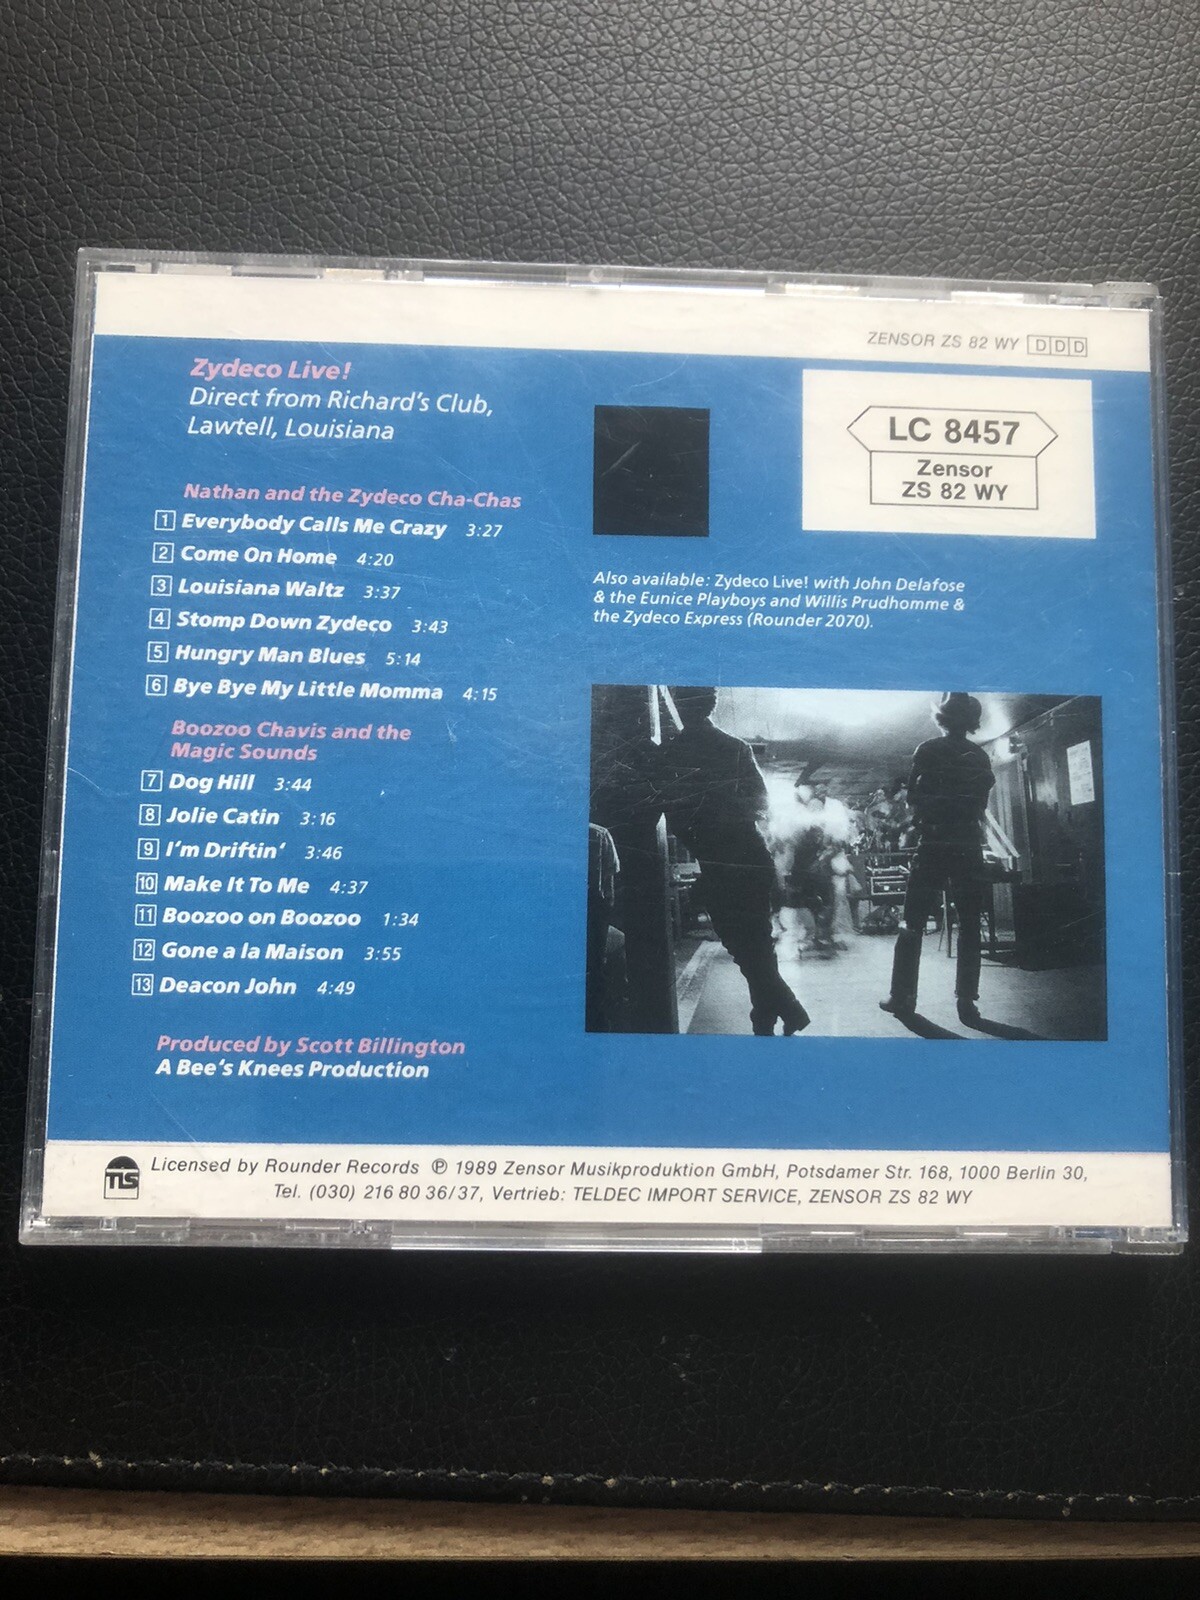 ZENSOR ZS 82 WY DDD
Zydeco Live!
Direct from Richard's Club,
Lawtell, Louisiana
Nathan and the Zydeco Cha-Chas
1 Everybody Calls Me Crazy 3:27
2 Come On Home 4:20
3 Louisiana Waltz 3:37
4 Stomp Down Zydeco 3:43
5 Hungry Man Blues 5:14
6 Bye Bye My Little Momma 4:15
Boozoo Chavis and the
Magic Sounds
7 Dog Hill 3:44
8 Jolie Catin 3:16
9 I'm Driftin' 3:46
10 Make It To Me 4:37
11 Boozoo on Boozoo 1:34
12 Gone a la Maison 3:55
13 Deacon John 4:49
Produced by Scott Billington
A Bee's Knees Production
LC 8457
Zensor
ZS 82 WY
Also available: Zydeco Live! with John Delafose
& the Eunice Playboys and Willis Prudhomme &
the Zydeco Express (Rounder 2070).
TIS
Licensed by Rounder Records ℗ 1989 Zensor Musikproduktion GmbH, Potsdamer Str. 168, 1000 Berlin 30,
Tel. (030) 216 80 36/37, Vertrieb: TELDEC IMPORT SERVICE, ZENSOR ZS 82 WY